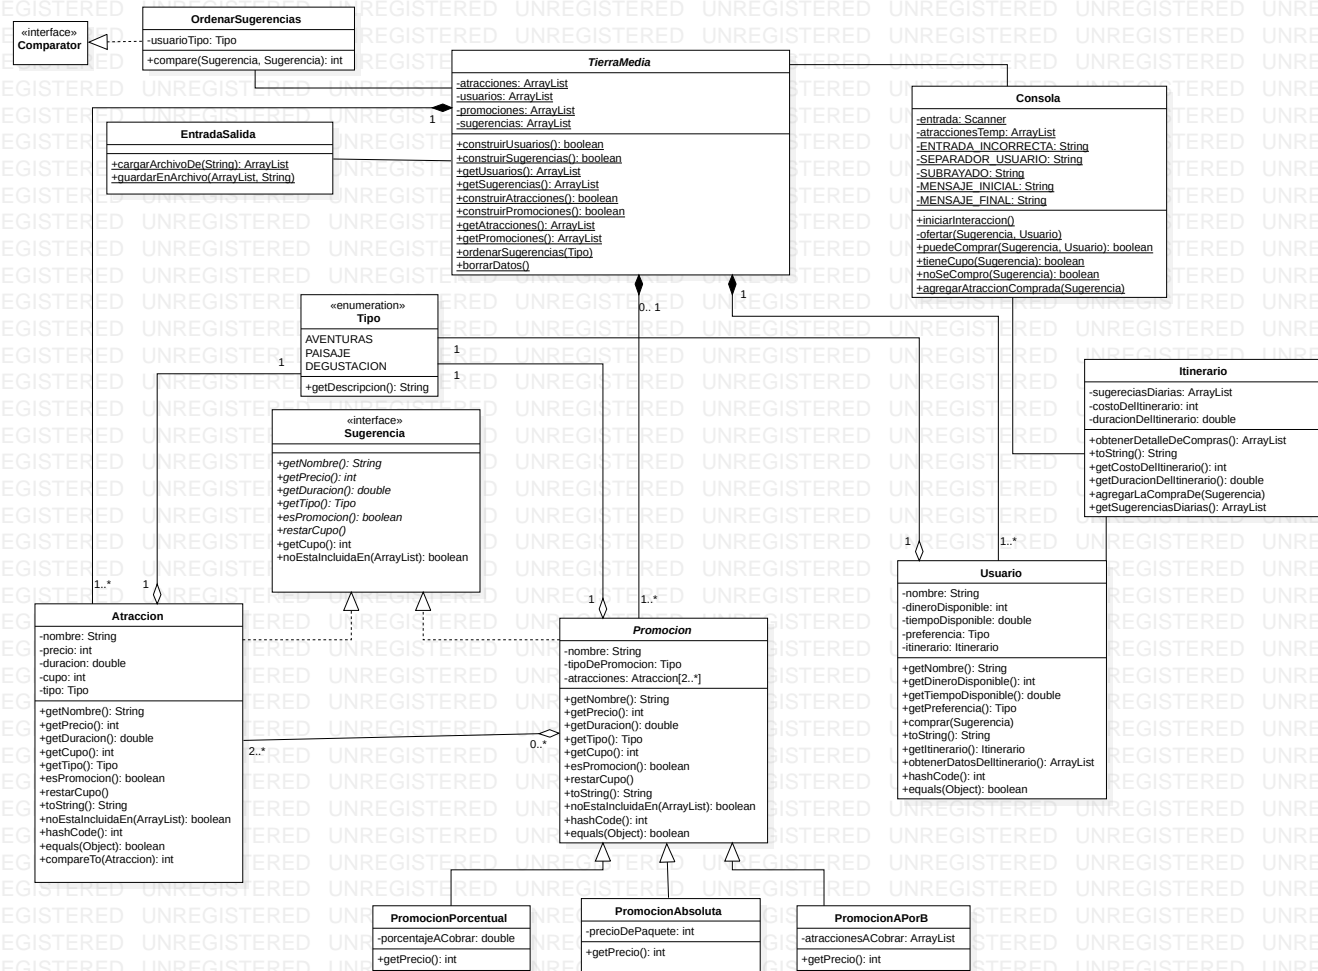 OrdenarSugerencias
-usuarioTipo: Tipo
+compare(Sugerencia, Sugerencia): int
«interface»
Comparator
TierraMedia
-atracciones: ArrayList
-usuarios: ArrayList
-promociones: ArrayList
-sugerencias: ArrayList
+construirUsuarios(): boolean
+construirSugerencias(): boolean
+getUsuarios(): ArrayList
+getSugerencias(): ArrayList
+construirAtracciones(): boolean
+construirPromociones(): boolean
+getAtracciones(): ArrayList
+getPromociones(): ArrayList
+ordenarSugerencias(Tipo)
+borrarDatos()
1
0.. 1
1
Consola
-entrada: Scanner
-atraccionesTemp: ArrayList
-ENTRADA_INCORRECTA: String
-SEPARADOR_USUARIO: String
-SUBRAYADO: String
-MENSAJE_INICIAL: String
-MENSAJE_FINAL: String
+iniciarInteraccion()
-ofertar(Sugerencia, Usuario)
+puedeComprar(Sugerencia, Usuario): boolean
+tieneCupo(Sugerencia): boolean
+noSeCompro(Sugerencia): boolean
+agregarAtraccionComprada(Sugerencia)
EntradaSalida
+cargarArchivoDe(String): ArrayList
+guardarEnArchivo(ArrayList, String)
«enumeration»
Tipo
AVENTURAS
PAISAJE
DEGUSTACION
+getDescripcion(): String
1
1
1
Itinerario
-sugereciasDiarias: ArrayList
-costoDelItinerario: int
-duracionDelItinerario: double
+obtenerDetalleDeCompras(): ArrayList
+toString(): String
+getCostoDelItinerario(): int
+getDuracionDelItinerario(): double
+agregarLaCompraDe(Sugerencia)
+getSugerenciasDiarias(): ArrayList
«interface»
Sugerencia
+getNombre(): String
+getPrecio(): int
+getDuracion(): double
+getTipo(): Tipo
+esPromocion(): boolean
+restarCupo()
+getCupo(): int
+noEstaIncluidaEn(ArrayList): boolean
1..*
1
Atraccion
-nombre: String
-precio: int
-duracion: double
-cupo: int
-tipo: Tipo
+getNombre(): String
+getPrecio(): int
+getDuracion(): double
+getCupo(): int
+getTipo(): Tipo
+esPromocion(): boolean
+restarCupo()
+toString(): String
+noEstaIncluidaEn(ArrayList): boolean
+hashCode(): int
+equals(Object): boolean
+compareTo(Atraccion): int
2..*
0..*
1
1..*
Promocion
-nombre: String
-tipoDePromocion: Tipo
-atracciones: Atraccion[2..*]
+getNombre(): String
+getPrecio(): int
+getDuracion(): double
+getTipo(): Tipo
+getCupo(): int
+esPromocion(): boolean
+restarCupo()
+toString(): String
+noEstaIncluidaEn(ArrayList): boolean
+hashCode(): int
+equals(Object): boolean
1
1..*
Usuario
-nombre: String
-dineroDisponible: int
-tiempoDisponible: double
-preferencia: Tipo
-itinerario: Itinerario
+getNombre(): String
+getDineroDisponible(): int
+getTiempoDisponible(): double
+getPreferencia(): Tipo
+comprar(Sugerencia)
+toString(): String
+getItinerario(): Itinerario
+obtenerDatosDelItinerario(): ArrayList
+hashCode(): int
+equals(Object): boolean
PromocionPorcentual
-porcentajeACobrar: double
+getPrecio(): int
PromocionAbsoluta
-precioDePaquete: int
+getPrecio(): int
PromocionAPorB
-atraccionesACobrar: ArrayList
+getPrecio(): int